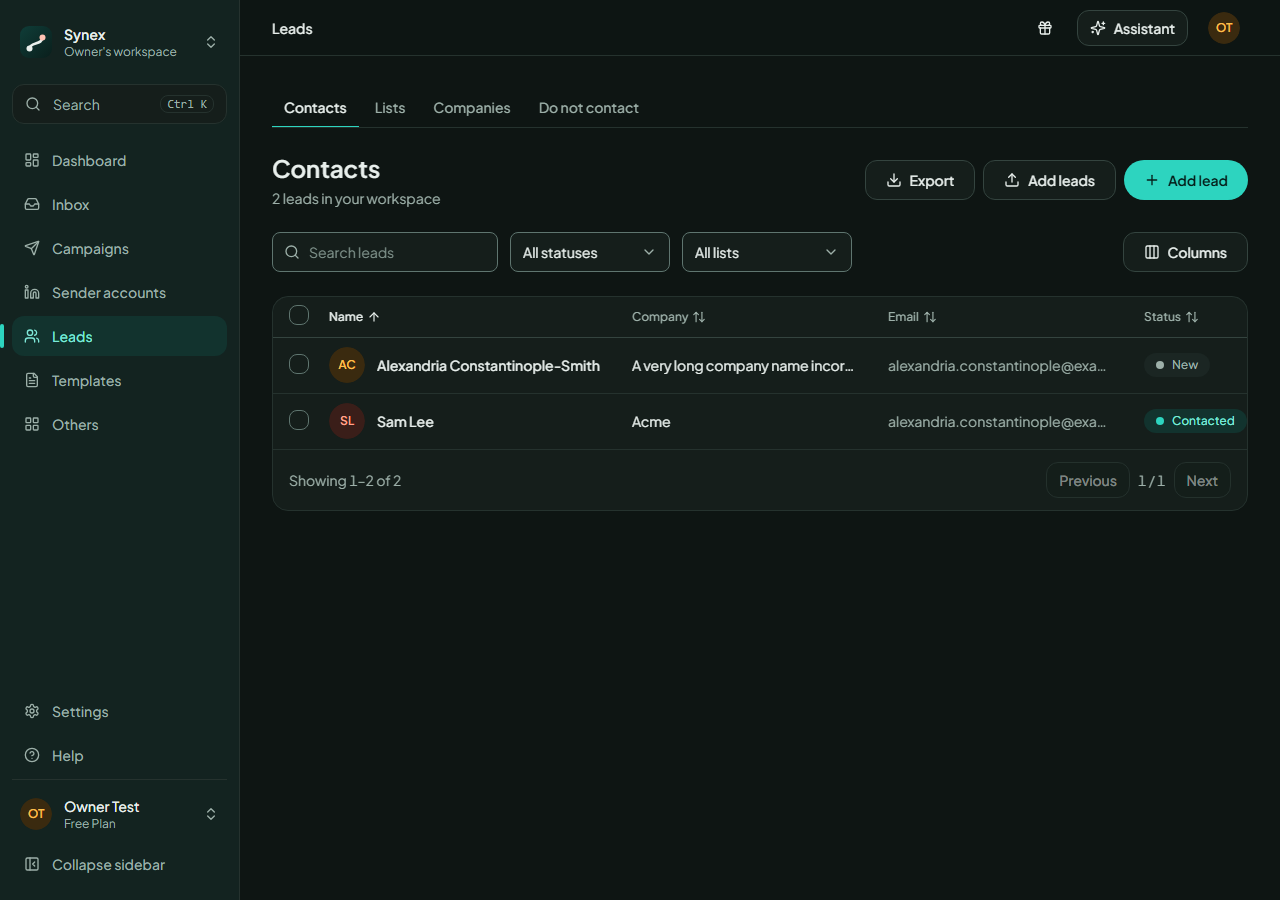 Synex
Owner's workspace
Search Ctrl K
Dashboard
Inbox
Campaigns
Sender accounts
Leads
Templates
Others
Settings
Help
OT Owner Test
Free Plan
Collapse sidebar
Leads Assistant OT
Contacts Lists Companies Do not contact
Contacts
2 leads in your workspace
Export Add leads Add lead
Search leads All statuses All lists Columns
Name Company Email Status
AC Alexandria Constantinople-Smith A very long company name incor… alexandria.constantinople@exa… New
SL Sam Lee Acme alexandria.constantinople@exa… Contacted
Showing 1–2 of 2 Previous 1 / 1 Next